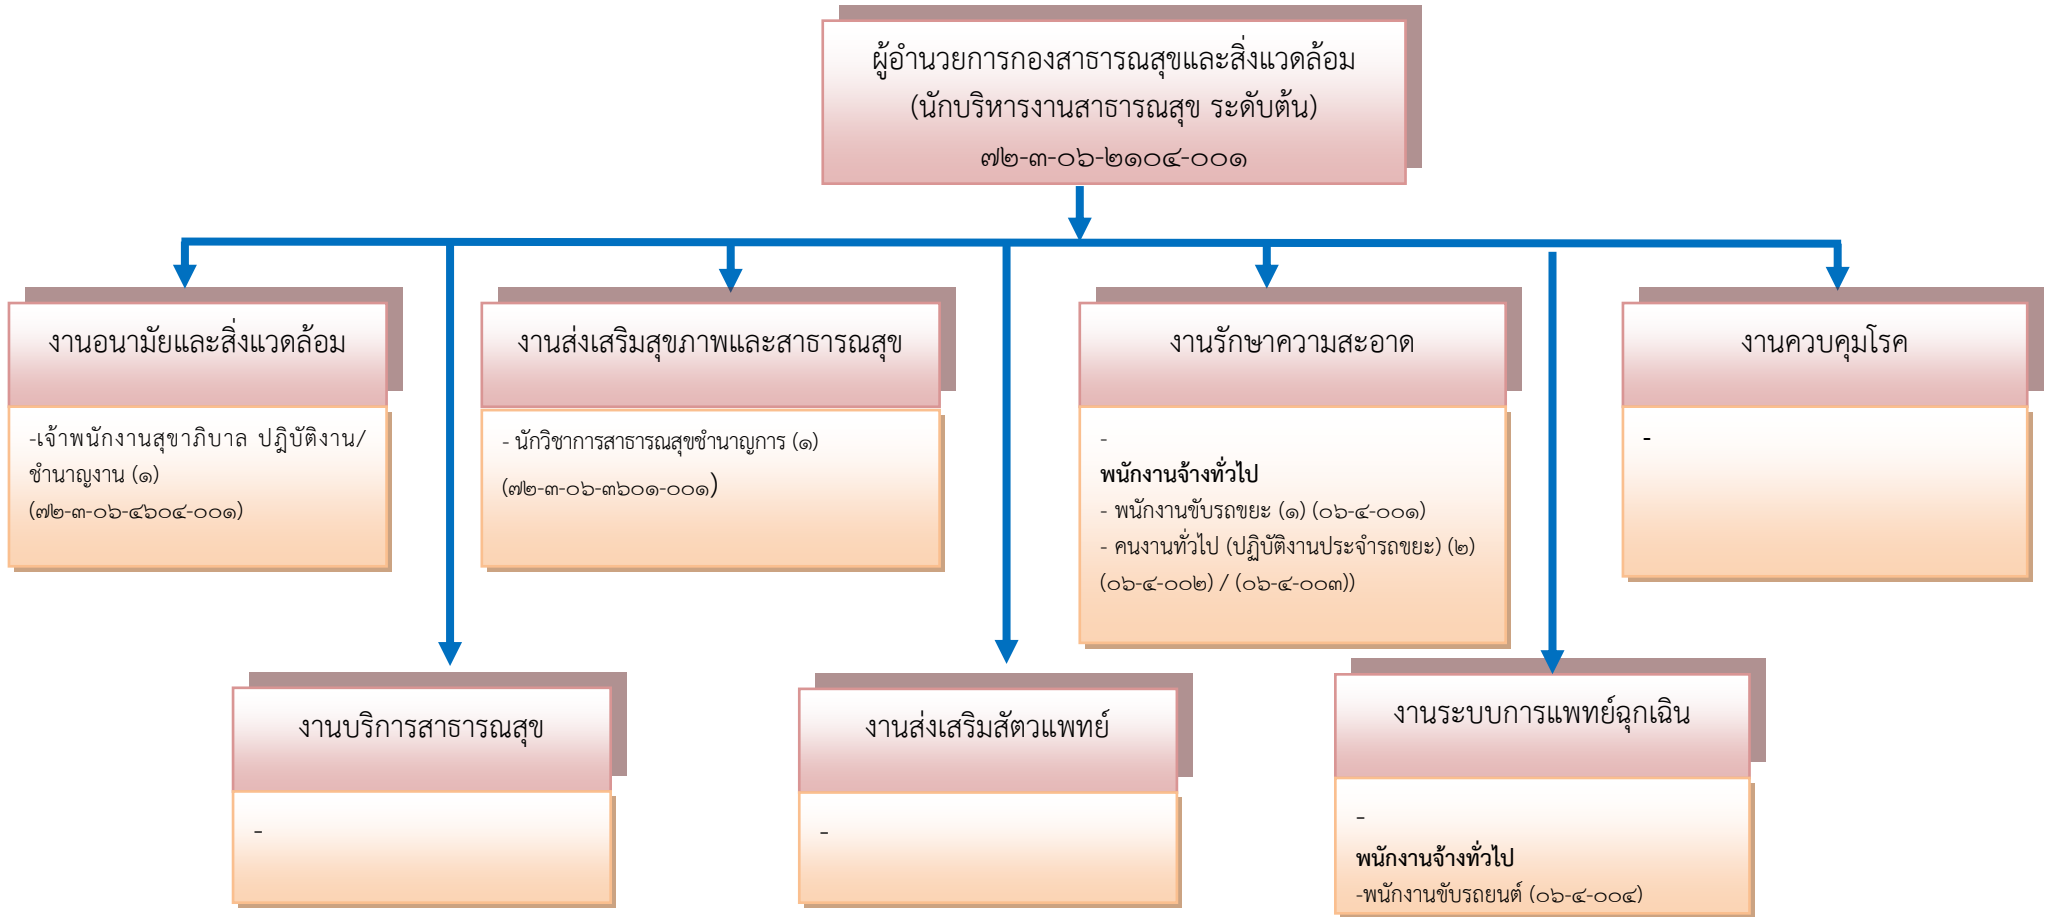 ผู้อำนวยการกองสาธารณสุขและสิ่งแวดล้อม
(นักบริหารงานสาธารณสุข ระดับต้น)
๗๒-๓-๐๖-๒๑๐๔-๐๐๑
งานอนามัยและสิ่งแวดล้อม
-เจ้าพนักงานสุขาภิบาล ปฏิบัติงาน/
ชำนาญงาน (๑)
(๗๒-๓-๐๖-๔๖๐๔-๐๐๑)
งานส่งเสริมสุขภาพและสาธารณสุข
- นักวิชาการสาธารณสุขชำนาญการ (๑)
(๗๒-๓-๐๖-๓๖๐๑-๐๐๑)
งานรักษาความสะอาด
-
พนักงานจ้างทั่วไป
- พนักงานขับรถขยะ (๑) (๐๖-๔-๐๐๑)
- คนงานทั่วไป (ปฏิบัติงานประจำรถขยะ) (๒)
(๐๖-๔-๐๐๒) / (๐๖-๔-๐๐๓))
งานควบคุมโรค
-
งานบริการสาธารณสุข
-
งานส่งเสริมสัตวแพทย์
-
งานระบบการแพทย์ฉุกเฉิน
-
พนักงานจ้างทั่วไป
-พนักงานขับรถยนต์ (๐๖-๔-๐๐๔)